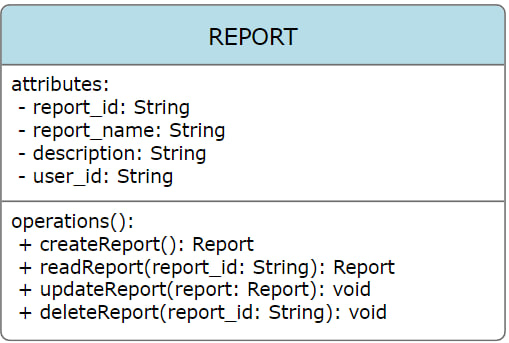 REPORT
attributes:
- report_id: String
- report_name: String
- description: String
- user_id: String
operations():
+ createReport(): Report
+ readReport(report_id: String): Report
+ updateReport(report: Report): void
+ deleteReport(report_id: String): void